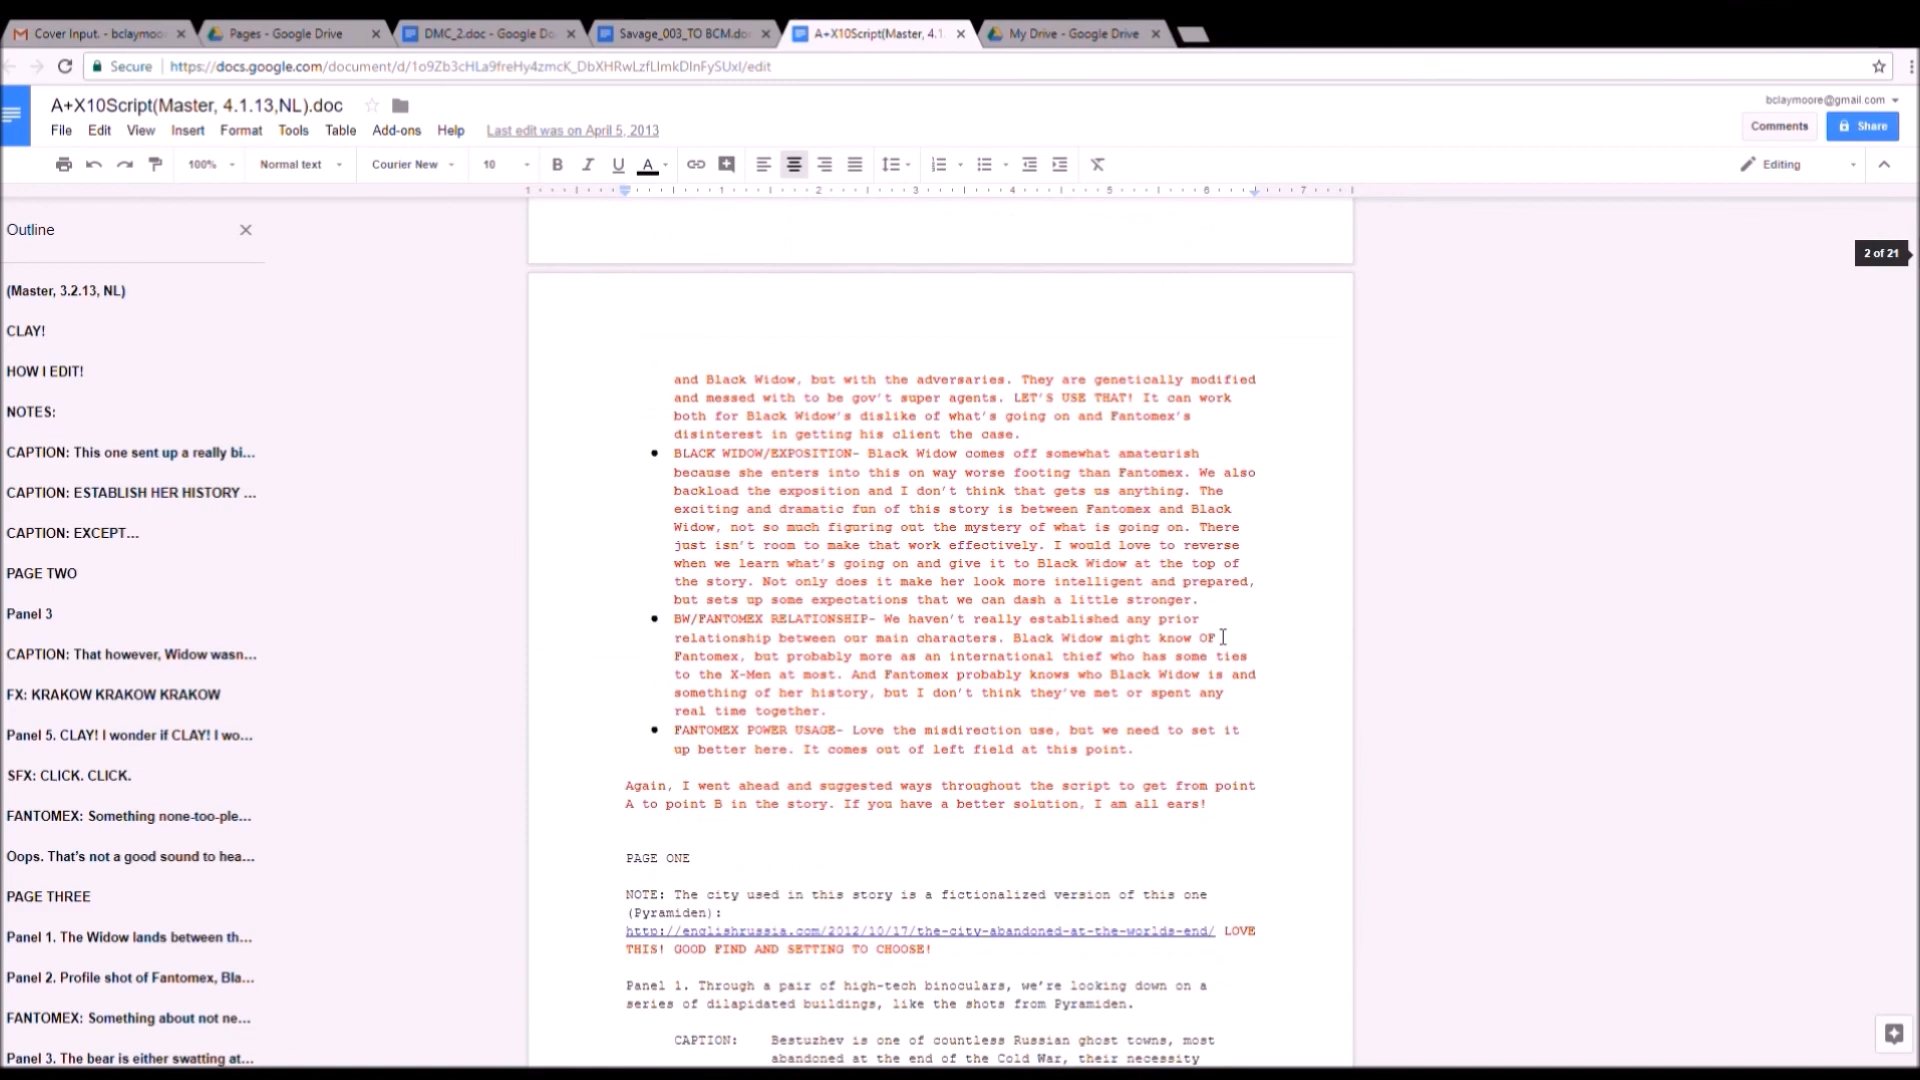 Cover Input. - bclaymoo
Pages - Google Drive
DMC_2.doc - Google Do
Savage_003_TO BCM.do
A+X10Script(Master, 4.1.
My Drive - Google Drive
Secure
https://docs.google.com/document/d/1o9Zb3cHLa9freHy4zmcK_DbXHRwLzfLlmkDlnFySUxI/edit
A+X10Script(Master, 4.1.13,NL).doc
bclaymoore@gmail.com
File Edit View Insert Format Tools Table Add-ons Help Last edit was on April 5, 2013
Comments
Share
100% Normal text Courier New 10 B I U A Editing
1 1 2 3 4 5 6 7
Outline
2 of 21
(Master, 3.2.13, NL)
CLAY!
HOW I EDIT!
NOTES:
CAPTION: This one sent up a really bi...
CAPTION: ESTABLISH HER HISTORY ...
CAPTION: EXCEPT...
PAGE TWO
Panel 3
CAPTION: That however, Widow wasn...
FX: KRAKOW KRAKOW KRAKOW
Panel 5. CLAY! I wonder if CLAY! I wo...
SFX: CLICK. CLICK.
FANTOMEX: Something none-too-ple...
Oops. That's not a good sound to hea...
PAGE THREE
Panel 1. The Widow lands between th...
Panel 2. Profile shot of Fantomex, Bla...
FANTOMEX: Something about not ne...
Panel 3. The bear is either swatting at...
and Black Widow, but with the adversaries. They are genetically modified
and messed with to be gov't super agents. LET'S USE THAT! It can work
both for Black Widow's dislike of what's going on and Fantomex's
disinterest in getting his client the case.
● BLACK WIDOW/EXPOSITION- Black Widow comes off somewhat amateurish
because she enters into this on way worse footing than Fantomex. We also
backload the exposition and I don't think that gets us anything. The
exciting and dramatic fun of this story is between Fantomex and Black
Widow, not so much figuring out the mystery of what is going on. There
just isn't room to make that work effectively. I would love to reverse
when we learn what's going on and give it to Black Widow at the top of
the story. Not only does it make her look more intelligent and prepared,
but sets up some expectations that we can dash a little stronger.
● BW/FANTOMEX RELATIONSHIP- We haven't really established any prior
relationship between our main characters. Black Widow might know OF
Fantomex, but probably more as an international thief who has some ties
to the X-Men at most. And Fantomex probably knows who Black Widow is and
something of her history, but I don't think they've met or spent any
real time together.
● FANTOMEX POWER USAGE- Love the misdirection use, but we need to set it
up better here. It comes out of left field at this point.
Again, I went ahead and suggested ways throughout the script to get from point
A to point B in the story. If you have a better solution, I am all ears!
PAGE ONE
NOTE: The city used in this story is a fictionalized version of this one
(Pyramiden):
http://englishrussia.com/2012/10/17/the-city-abandoned-at-the-worlds-end/ LOVE
THIS! GOOD FIND AND SETTING TO CHOOSE!
Panel 1. Through a pair of high-tech binoculars, we're looking down on a
series of dilapidated buildings, like the shots from Pyramiden.
CAPTION: Bestuzhev is one of countless Russian ghost towns, most
abandoned at the end of the Cold War, their necessity